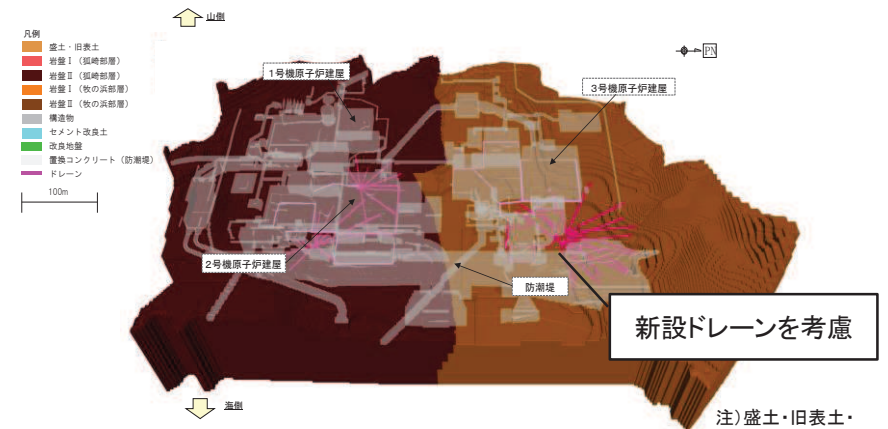 山側
凡例
盛土・旧表土
岩盤Ⅰ（狐崎部層）
岩盤Ⅱ（狐崎部層）
岩盤Ⅰ（牧の浜部層）
岩盤Ⅱ（牧の浜部層）
構造物
セメント改良土
改良地盤
置換コンクリート（防潮堤）
ドレーン
100m
PN
1号機原子炉建屋
3号機原子炉建屋
2号機原子炉建屋
防潮堤
新設ドレーンを考慮
海側
注)盛土・旧表土・